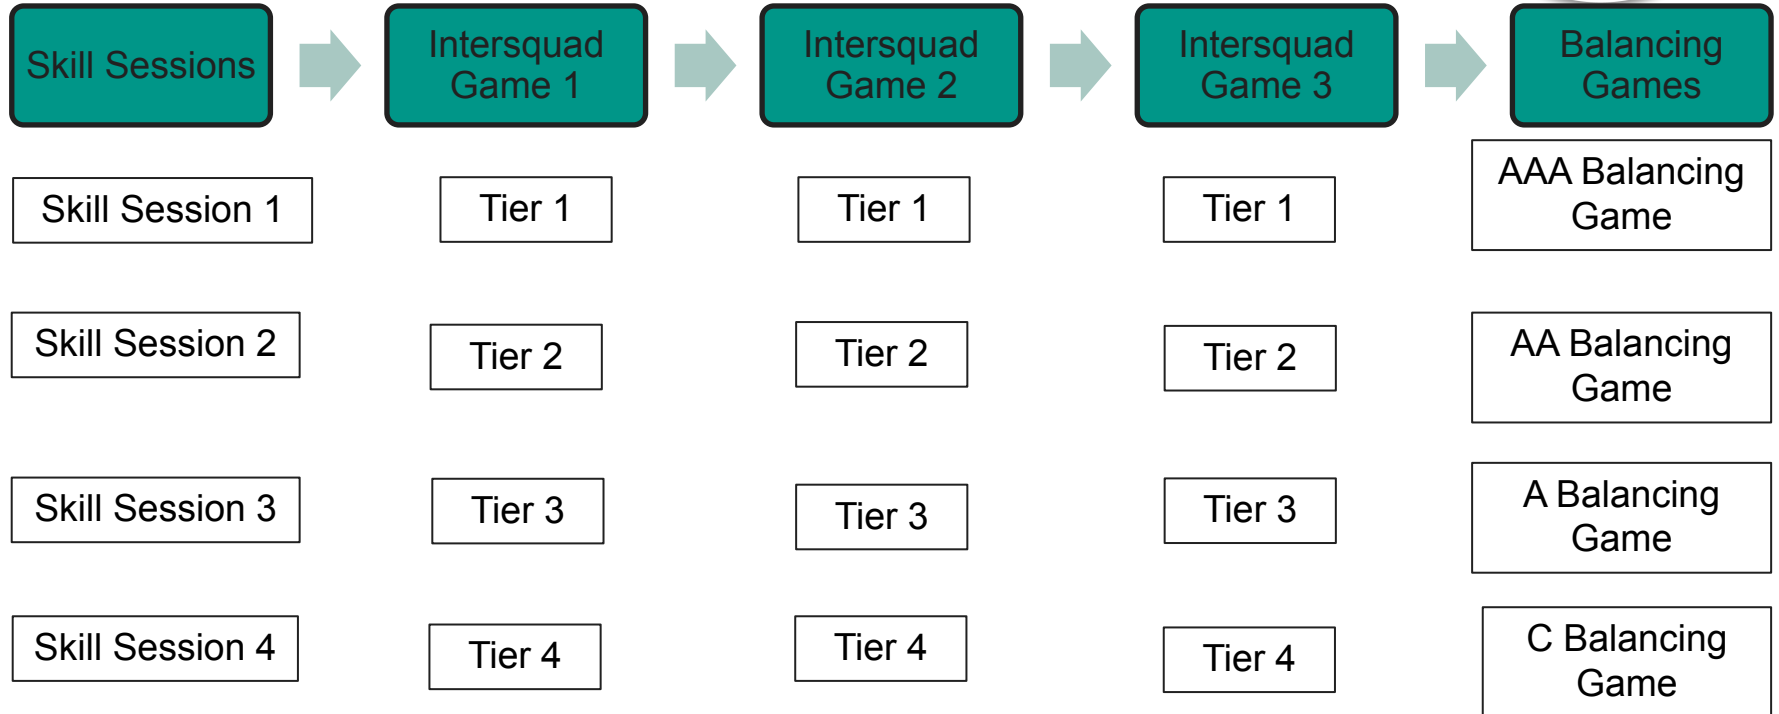 Skill Sessions
Intersquad
Game 1
Intersquad
Game 2
Intersquad
Game 3
Balancing
Games
Skill Session 1
Tier 1
Tier 1
Tier 1
AAA Balancing
Game
Skill Session 2
Tier 2
Tier 2
Tier 2
AA Balancing
Game
Skill Session 3
Tier 3
Tier 3
Tier 3
A Balancing
Game
Skill Session 4
Tier 4
Tier 4
Tier 4
C Balancing
Game